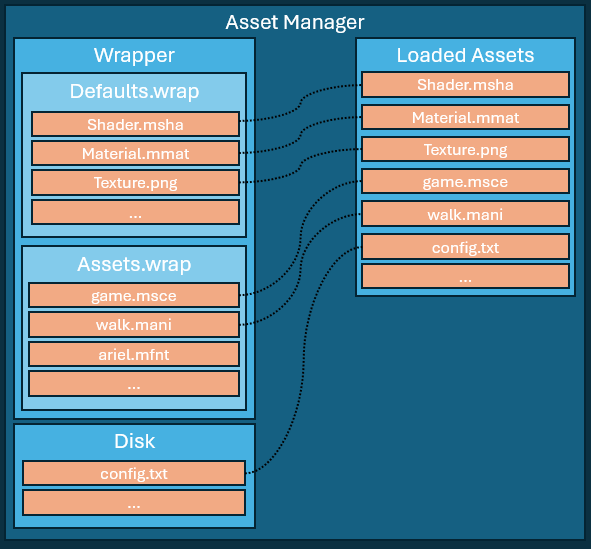 Asset Manager
Wrapper
Defaults.wrap
Shader.msha
Material.mmat
Texture.png
...
Assets.wrap
game.msce
walk.mani
ariel.mfnt
...
Disk
config.txt
...
Loaded Assets
Shader.msha
Material.mmat
Texture.png
game.msce
walk.mani
config.txt
...